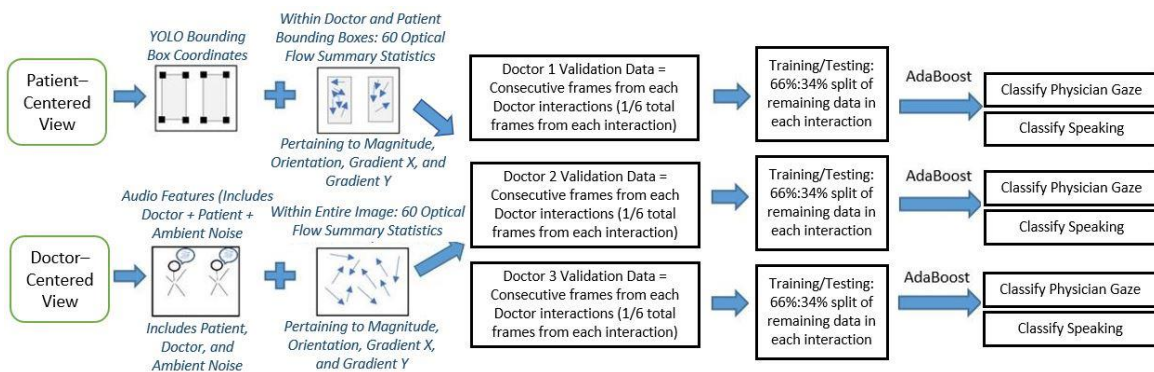 Patient–
Centered
View
YOLO Bounding
Box Coordinates
Within Doctor and Patient
Bounding Boxes: 60 Optical
Flow Summary Statistics
Pertaining to Magnitude,
Orientation, Gradient X, and
Gradient Y
Doctor–
Centered
View
Audio Features (Includes
Doctor + Patient +
Ambient Noise
Includes Patient,
Doctor, and
Ambient Noise
Within Entire Image: 60 Optical
Flow Summary Statistics
Pertaining to Magnitude,
Orientation, Gradient X,
and Gradient Y
Doctor 1 Validation Data =
Consecutive frames from each
Doctor interactions (1/6 total
frames from each interaction)
Training/Testing:
66%:34% split of
remaining data in
each interaction
AdaBoost
Classify Physician Gaze
Classify Speaking
Doctor 2 Validation Data =
Consecutive frames from each
Doctor interactions (1/6 total
frames from each interaction)
Training/Testing:
66%:34% split of
remaining data in
each interaction
AdaBoost
Classify Physician Gaze
Classify Speaking
Doctor 3 Validation Data =
Consecutive frames from each
Doctor interactions (1/6 total
frames from each interaction)
Training/Testing:
66%:34% split of
remaining data in
each interaction
AdaBoost
Classify Physician Gaze
Classify Speaking